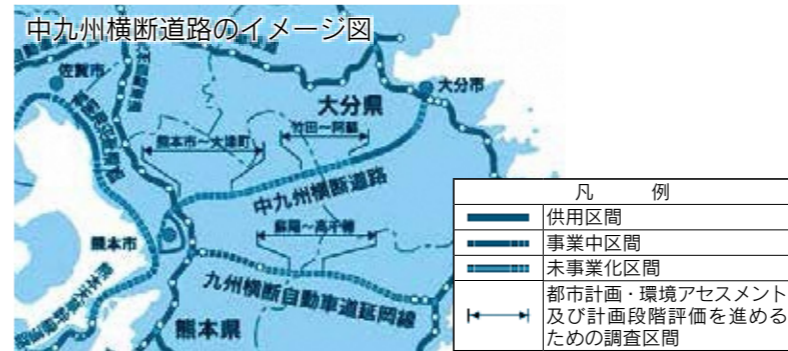 中九州横断道路のイメージ図
佐賀市
大分市
大分県
竹田～阿蘇
熊本市～大津町
中九州横断道路
蘇陽～高千穂
熊本市
九州横断自動車道延岡線
熊本県
凡 例
供用区間
事業中区間
未事業化区間
都市計画・環境アセスメント
及び計画段階評価を進める
ための調査区間